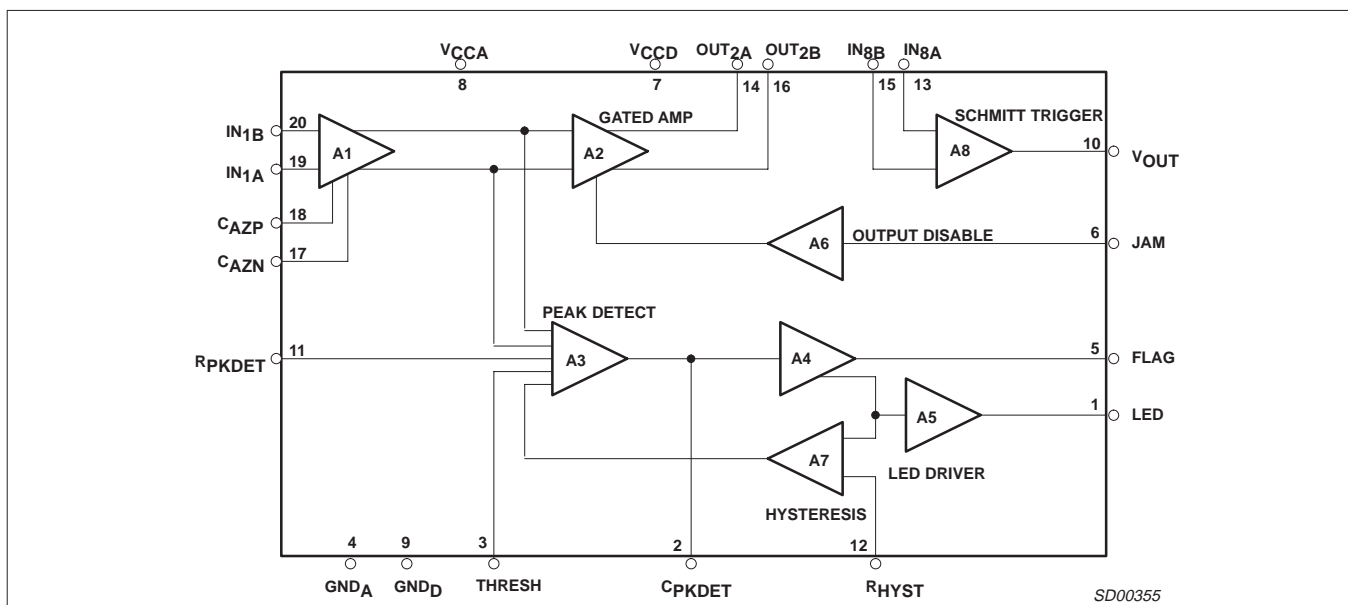 VCCA VCCD OUT2A OUT2B IN8B IN8A
8 7 14 16 15 13
GATED AMP SCHMITT TRIGGER
IN1B 20
A1 A2 A8 10 VOUT
IN1A 19
CAZP 18
A6 OUTPUT DISABLE 6 JAM
CAZN 17
PEAK DETECT
RPKDET 11 A3 A4 5 FLAG
A5 1 LED
A7 LED DRIVER
HYSTERESIS
4 9 3 2 12
GNDA GNDD THRESH CPKDET RHYST
SD00355